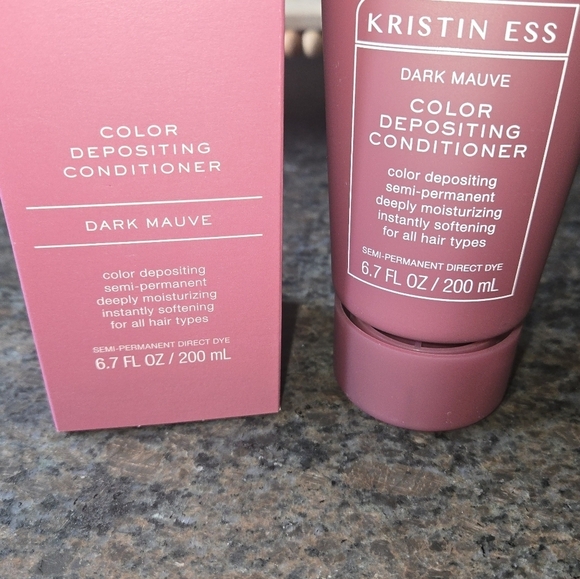 COLOR
DEPOSITING
CONDITIONER
DARK MAUVE
color depositing
semi-permanent
deeply moisturizing
instantly softening
for all hair types
SEMI-PERMANENT DIRECT DYE
6.7 FL OZ / 200 mL
KRISTIN ESS
DARK MAUVE
COLOR
DEPOSITING
CONDITIONER
color depositing
semi-permanent
deeply moisturizing
instantly softening
for all hair types
SEMI-PERMANENT DIRECT DYE
6.7 FL OZ / 200 mL